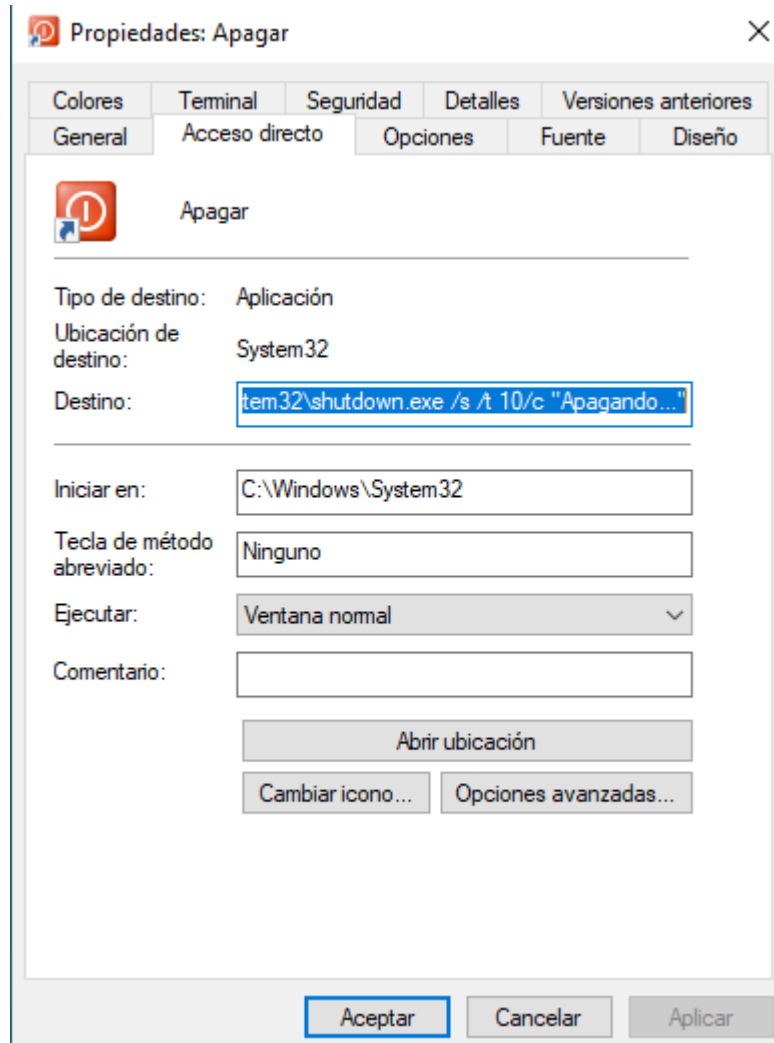 Propiedades: Apagar
Colores Terminal Seguridad Detalles Versiones anteriores
General Acceso directo Opciones Fuente Diseño
Apagar
Tipo de destino: Aplicación
Ubicación de
destino: System32
Destino: tem32\shutdown.exe /s /t 10/c "Apagando..."
Iniciar en: C:\Windows\System32
Tecla de método
abreviado: Ninguno
Ejecutar: Ventana normal
Comentario:
Abrir ubicación
Cambiar icono... Opciones avanzadas...
Aceptar Cancelar Aplicar